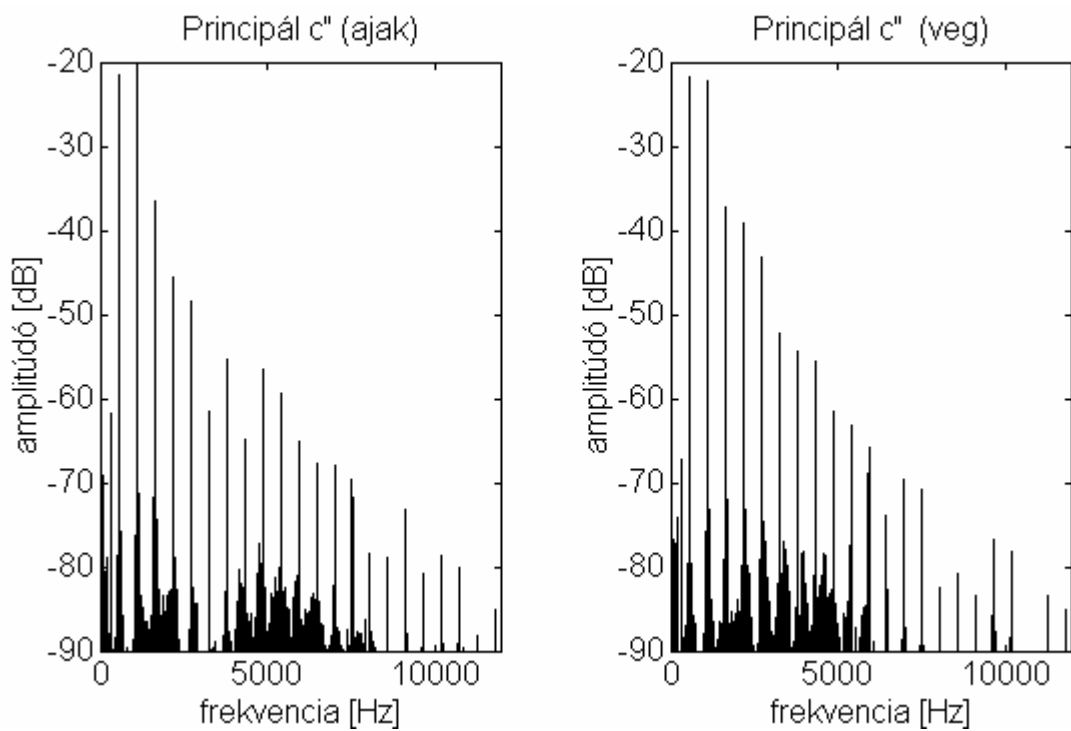 Principál c" (ajak)
-20
-30
-40
-50
-60
-70
-80
-90
amplitúdó [dB]
0 5000 10000
frekvencia [Hz]
Principál c" (veg)
-20
-30
-40
-50
-60
-70
-80
-90
amplitúdó [dB]
0 5000 10000
frekvencia [Hz]